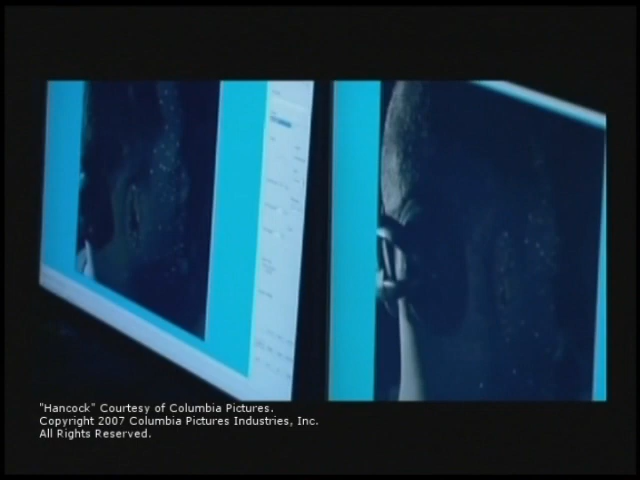 "Hancock" Courtesy of Columbia Pictures.
Copyright 2007 Columbia Pictures Industries, Inc.
All Rights Reserved.